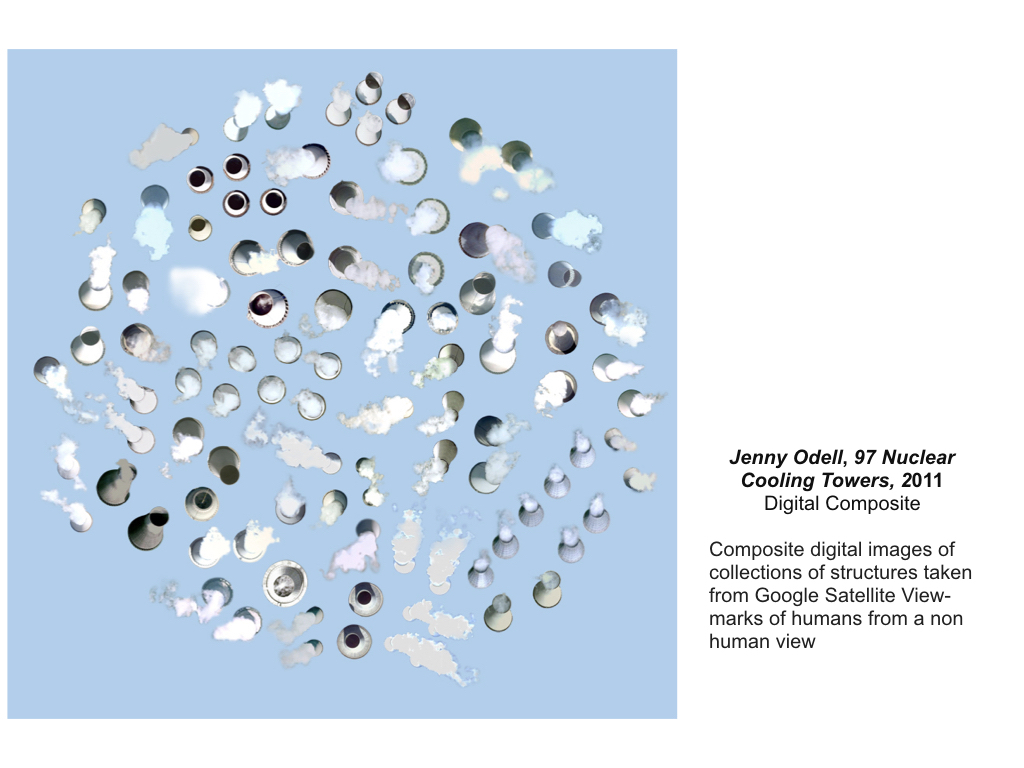 Jenny Odell, 97 Nuclear
Cooling Towers, 2011
Digital Composite
Composite digital images of
collections of structures taken
from Google Satellite View-
marks of humans from a non
human view